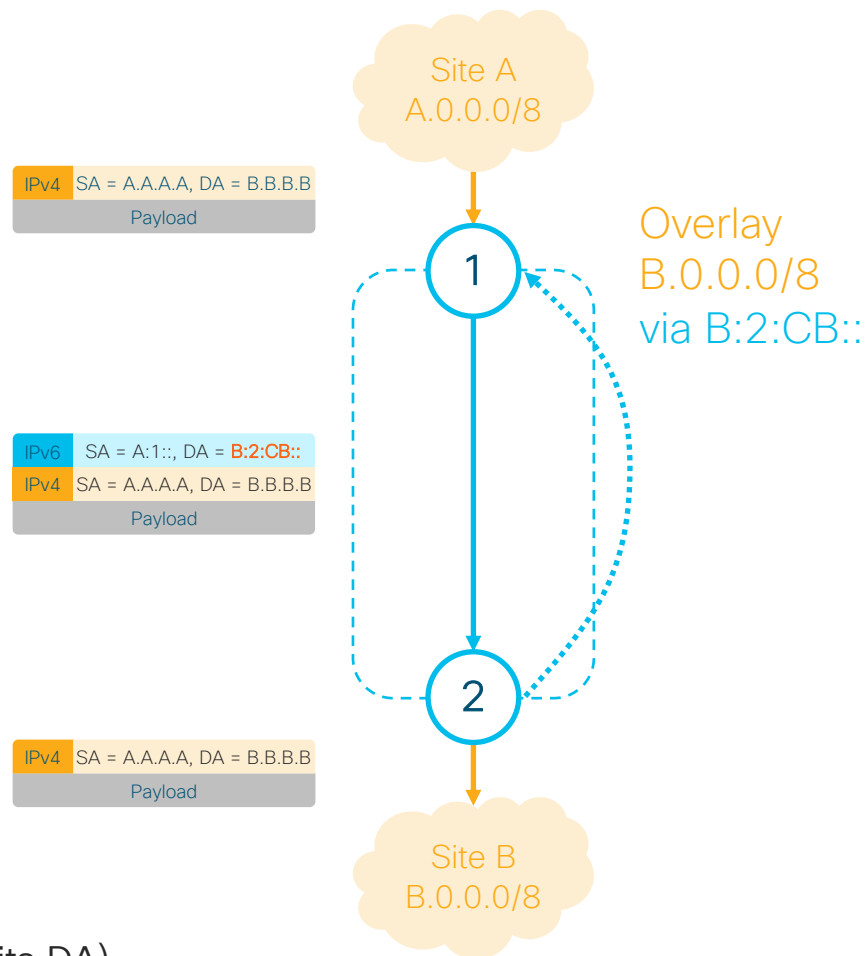 Site A
A.0.0.0/8
IPv4 SA = A.A.A.A, DA = B.B.B.B
Payload
1
Overlay
B.0.0.0/8
via B:2:CB::
IPv6 SA = A:1::, DA = B:2:CB::
IPv4 SA = A.A.A.A, DA = B.B.B.B
Payload
2
IPv4 SA = A.A.A.A, DA = B.B.B.B
Payload
Site B
B.0.0.0/8
DA)